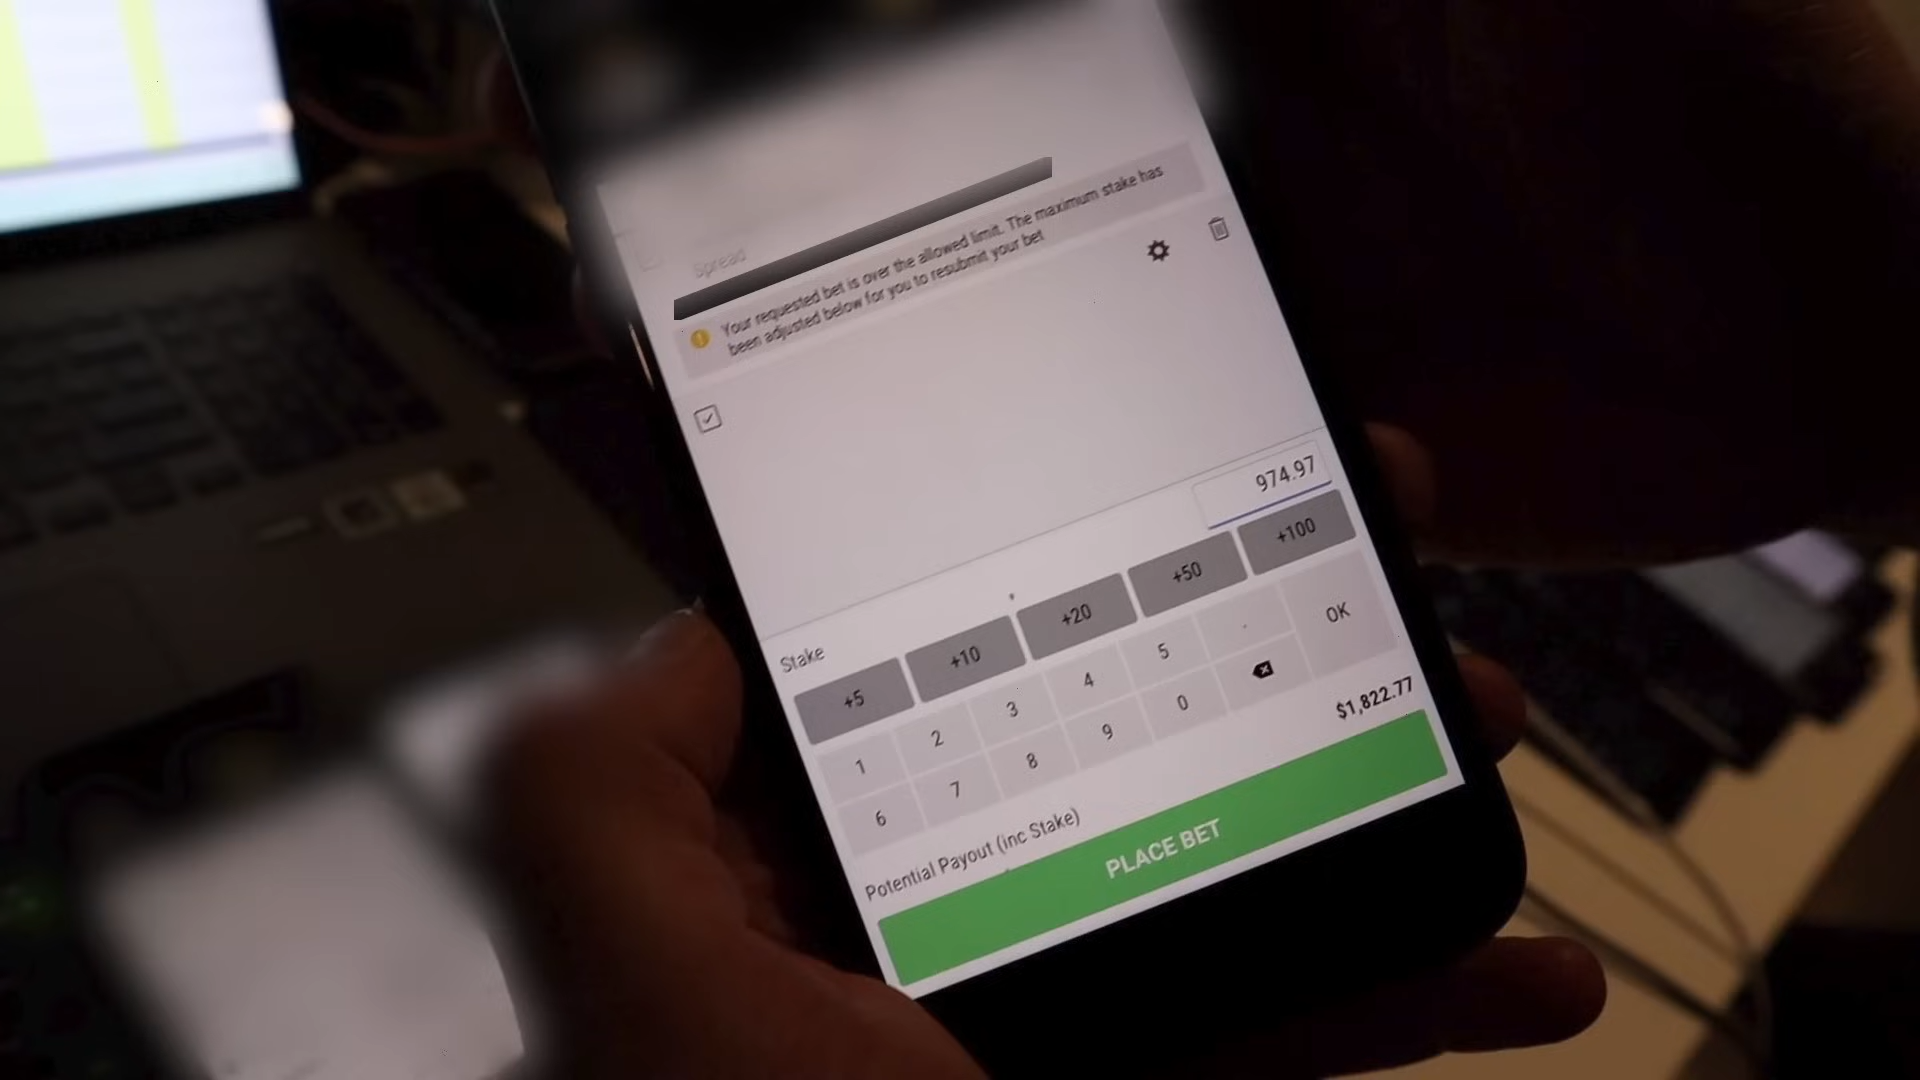 Spread
Your requested bet is over the allowed limit. The maximum stake has
been adjusted below for you to resubmit your bet
974.97
Stake
+5 +10 +20 +50 +100
1 2 3 4 5 . OK
6 7 8 9 0
Potential Payout (inc Stake) $1,822.77
PLACE BET